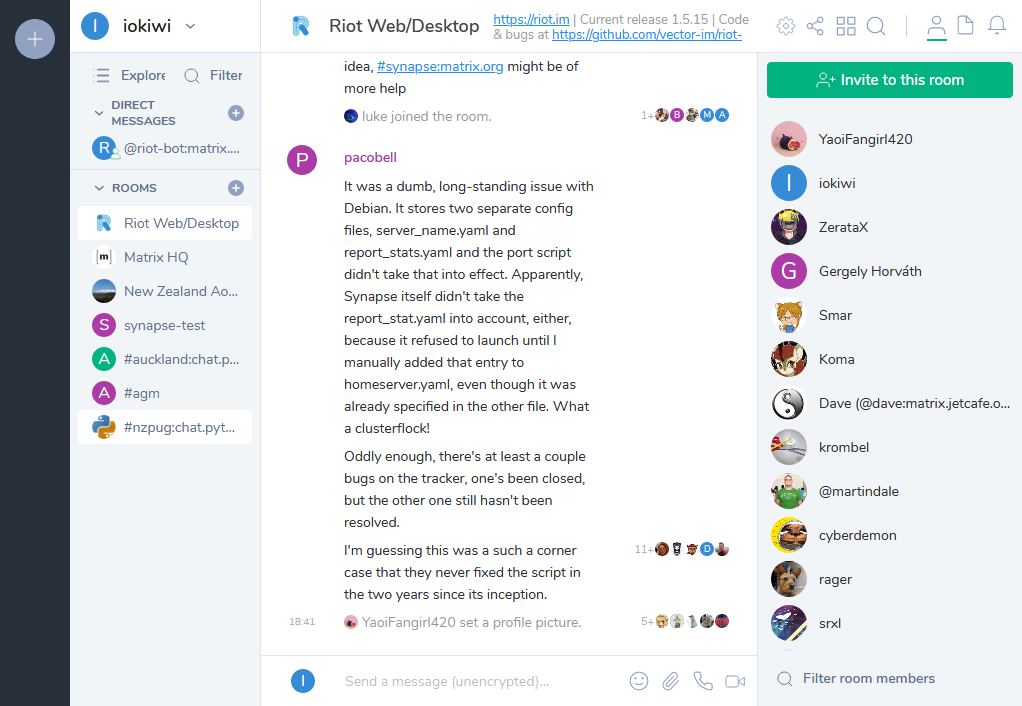 I
iokiwi
Explore
Filter
DIRECT
MESSAGES
R
@riot-bot:matrix....
ROOMS
Riot Web/Desktop
[m]
Matrix HQ
New Zealand Ao...
S
synapse-test
A
#auckland:chat.p...
A
#agm
#nzpug:chat.pyt...
Riot Web/Desktop
https://riot.im | Current release 1.5.15 | Code
& bugs at https://github.com/vector-im/riot-
idea, #synapse:matrix.org might be of
more help
luke joined the room.
1+
B
M
A
P
pacobell
It was a dumb, long-standing issue with
Debian. It stores two separate config
files, server_name.yaml and
report_stats.yaml and the port script
didn't take that into effect. Apparently,
Synapse itself didn't take the
report_stat.yaml into account, either,
because it refused to launch until I
manually added that entry to
homeserver.yaml, even though it was
already specified in the other file. What
a clusterflock!
Oddly enough, there's at least a couple
bugs on the tracker, one's been closed,
but the other one still hasn't been
resolved.
I'm guessing this was a such a corner
case that they never fixed the script in
the two years since its inception.
11+
D
18:41
YaoiFangirl420 set a profile picture.
5+
I
Send a message (unencrypted)...
Invite to this room
YaoiFangirl420
I
iokiwi
ZerataX
G
Gergely Horváth
Smar
Koma
Dave (@dave:matrix.jetcafe.o...
krombel
@martindale
cyberdemon
rager
srxl
Filter room members